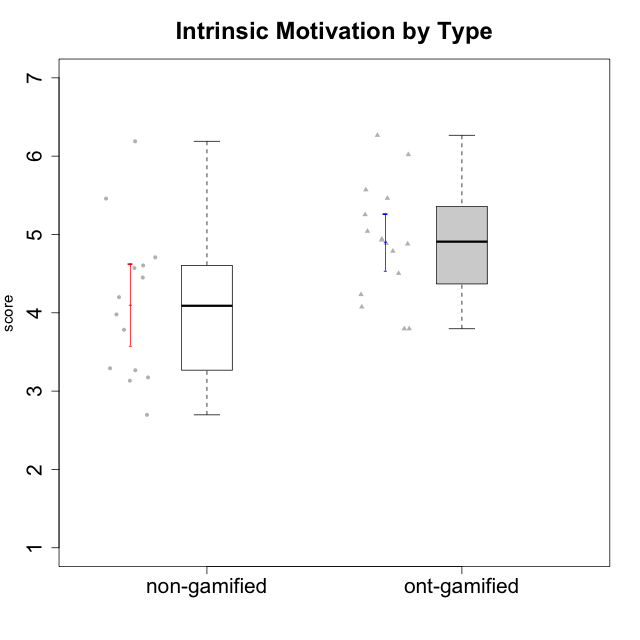 Intrinsic Motivation by Type
7
6
5
4
3
2
1
score
non-gamified
ont-gamified